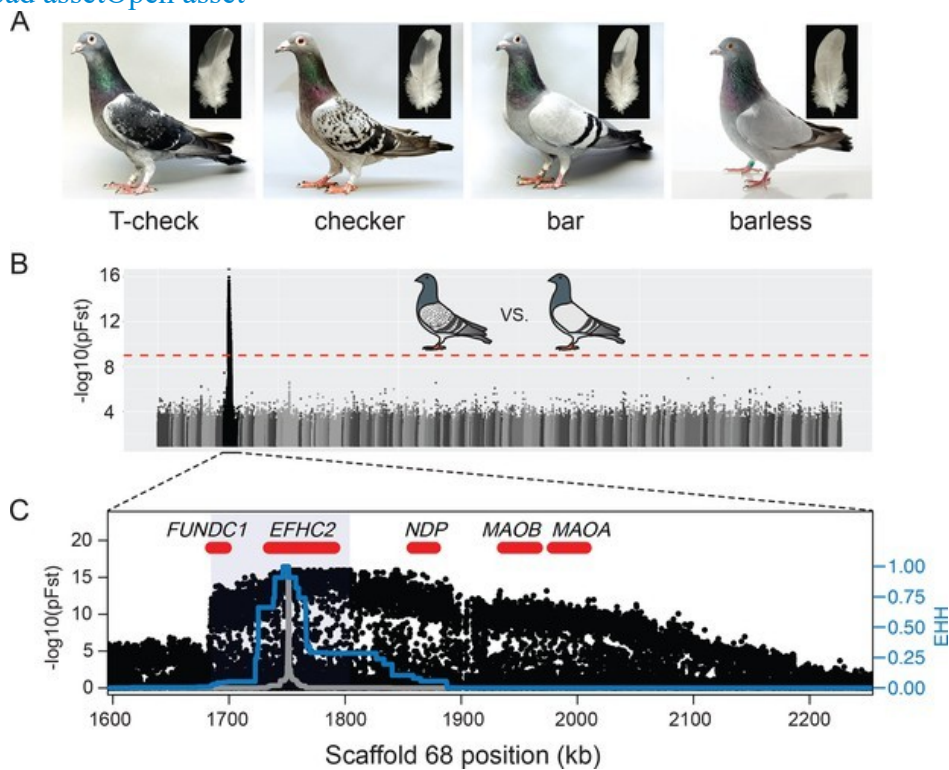 Open asset
A
T-check checker bar barless
B
-log10(pFst)
16
12
8
4
vs.
C
FUNDC1 EFHC2 NDP MAOB MAOA
-log10(pFst)
20
15
10
5
0
1.00
0.75
0.50
0.25
0.00
EHH
1600 1700 1800 1900 2000 2100 2200
Scaffold 68 position (kb)